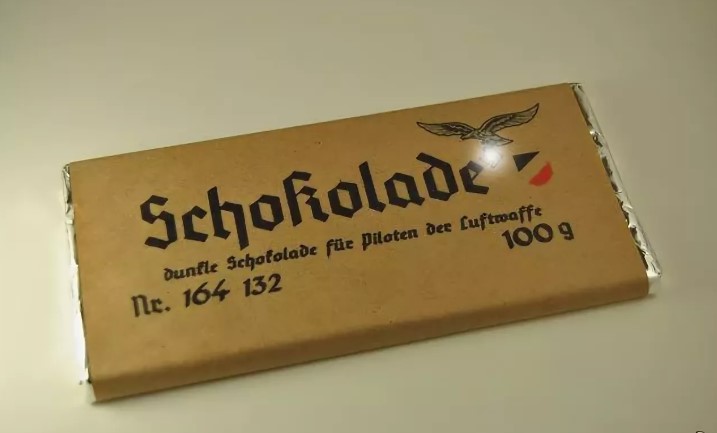 Schokolade
dunkle Schokolade für Piloten der Luftwaffe
Nr. 164 132
100 g